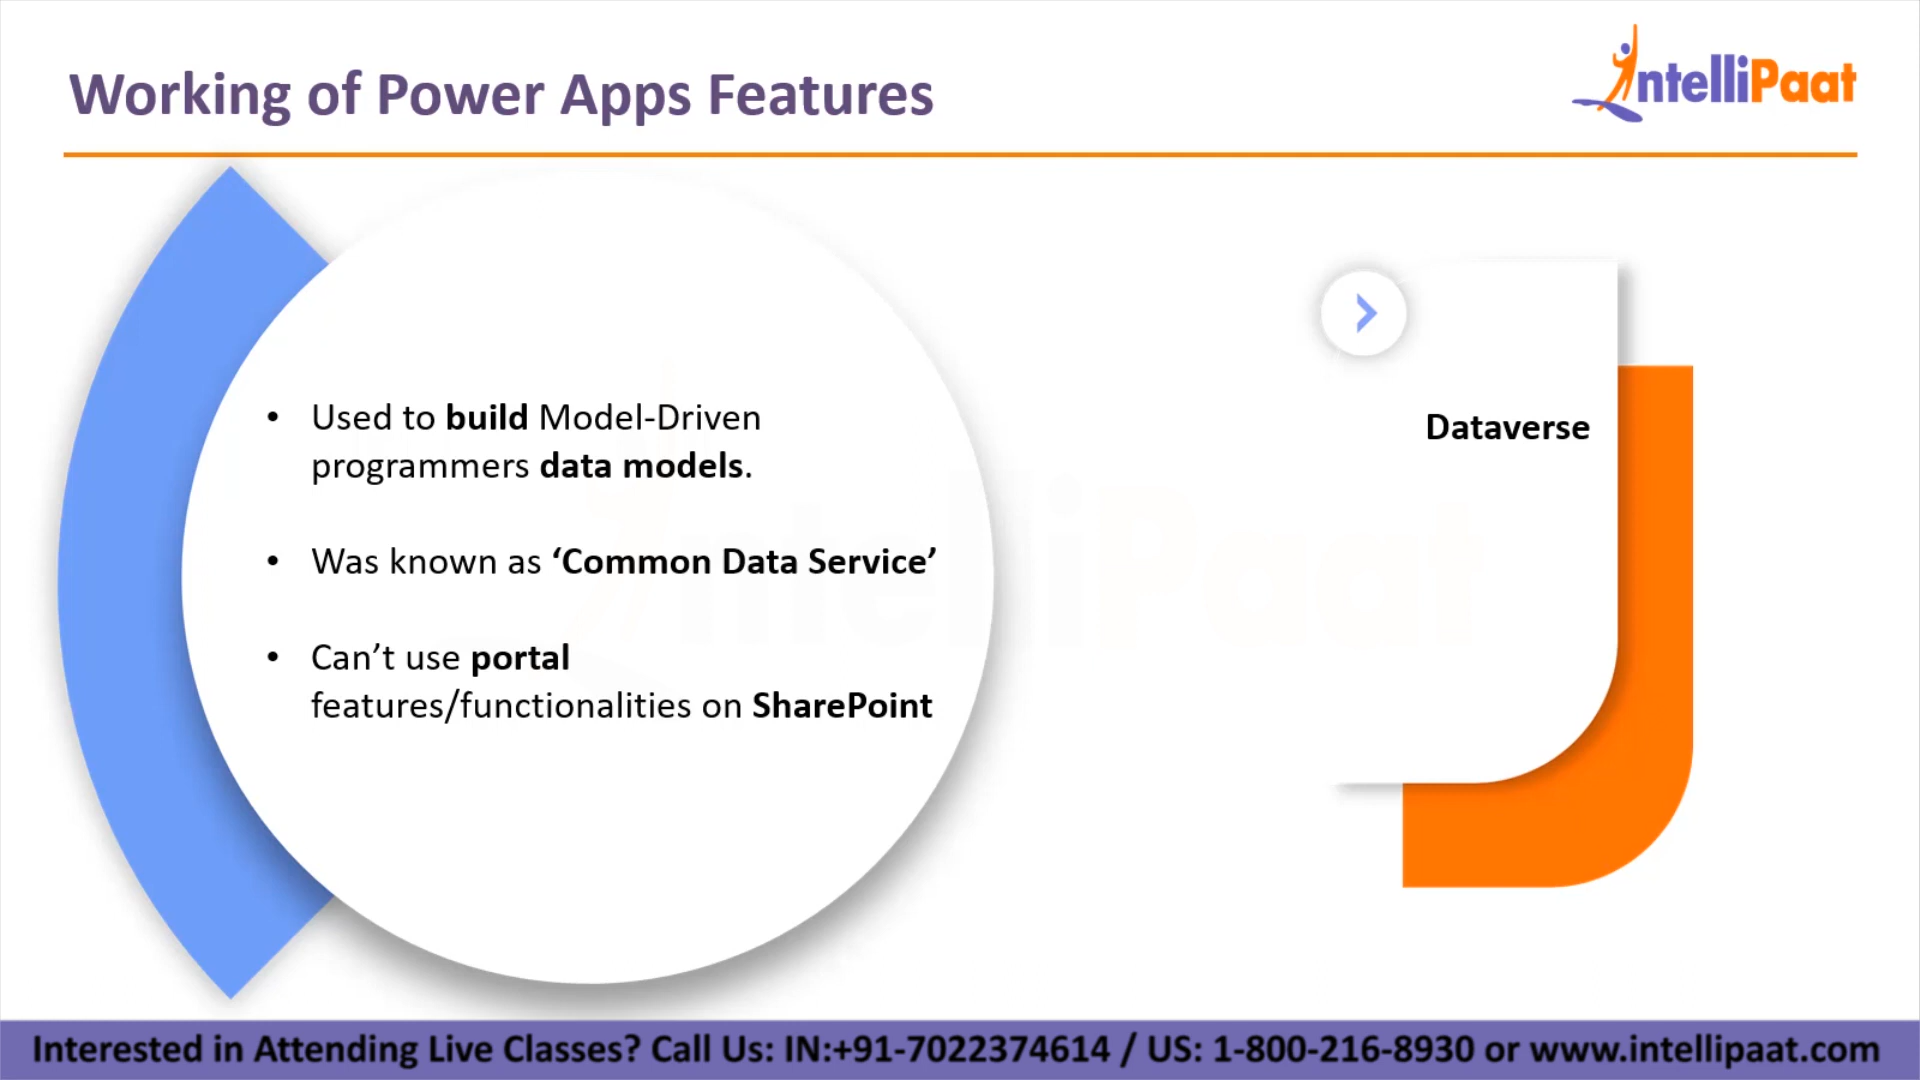 Working of Power Apps Features
IntelliPaat
• Used to build Model-Driven
programmers data models.
• Was known as ‘Common Data Service’
• Can’t use portal
features/functionalities on SharePoint
Dataverse
IntelliPaat
Interested in Attending Live Classes? Call Us: IN:+91-7022374614 / US: 1-800-216-8930 or www.intellipaat.com